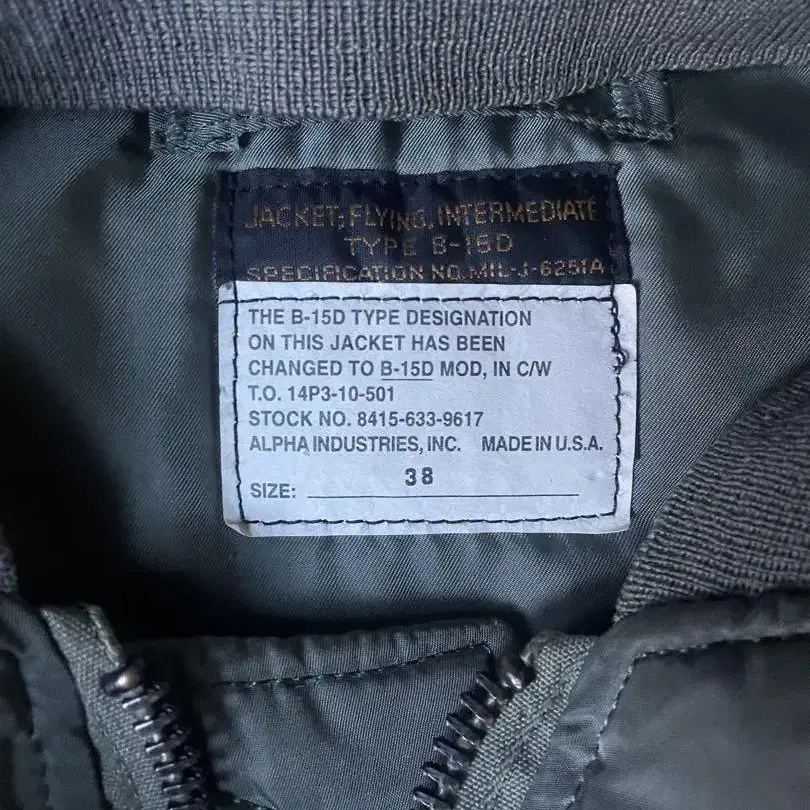 JACKET, FLYING, INTERMEDIATE
TYPE B-15D
SPECIFICATION NO. MIL-J-6251A
THE B-15D TYPE DESIGNATION
ON THIS JACKET HAS BEEN
CHANGED TO B-15D MOD, IN C/W
T.O. 14P3-10-501
STOCK NO. 8415-633-9617
ALPHA INDUSTRIES, INC. MADE IN U.S.A.
SIZE: 38